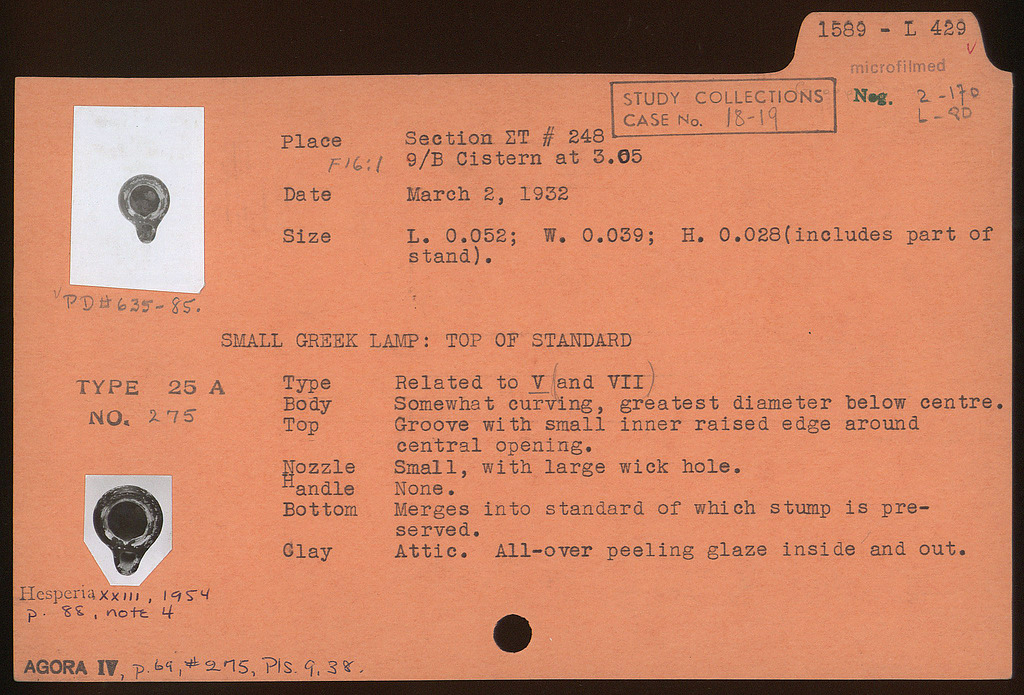 1589 - L 429
v
microfilmed
Neg. 2-170
L-80
STUDY COLLECTIONS
CASE No. 18-19
Place Section ΣΤ # 248
F16:1 9/B Cistern at 3.05
Date March 2, 1932
Size L. 0.052; W. 0.039; H. 0.028(includes part of
stand).
v PD#635-85.
SMALL GREEK LAMP: TOP OF STANDARD
TYPE 25 A
NO. 275
Type Related to V (and VII)
Body Somewhat curving, greatest diameter below centre.
Top Groove with small inner raised edge around
central opening.
Nozzle Small, with large wick hole.
Handle None.
Bottom Merges into standard of which stump is pre-
served.
Clay Attic. All-over peeling glaze inside and out.
Hesperia XXIII, 1954
p. 88, note 4
AGORA IV, p.69, #275, Pls. 9, 38.